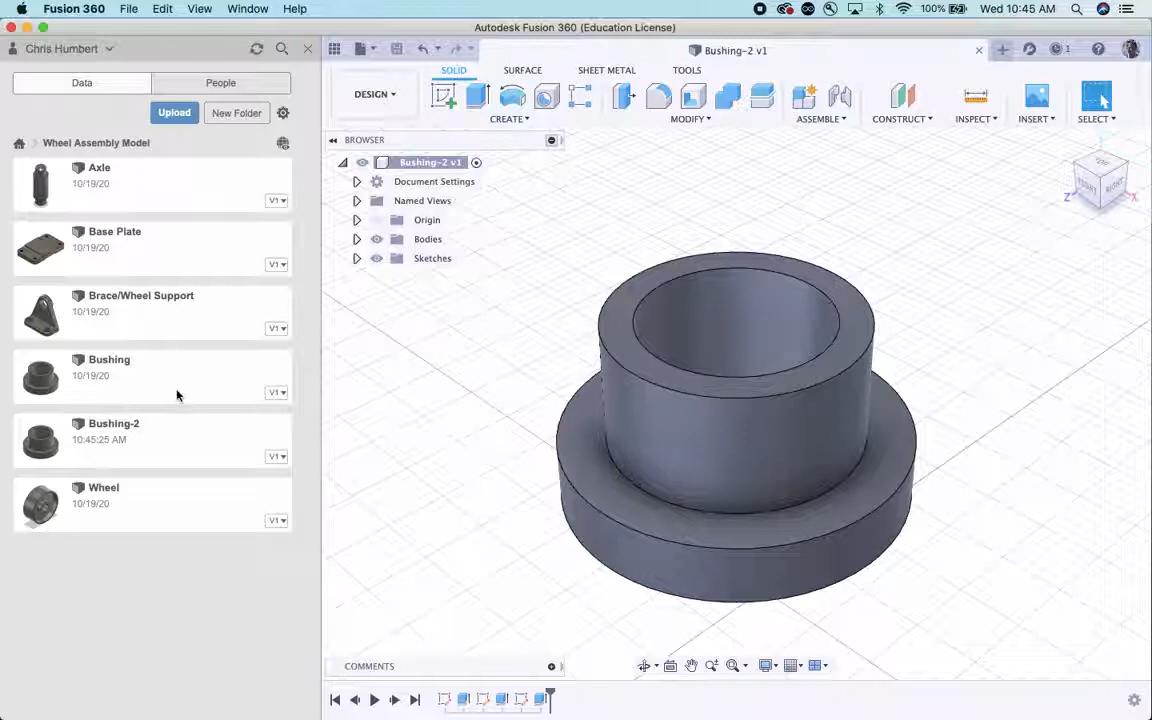 Fusion 360 File Edit View Window Help 100% Wed 10:45 AM
Autodesk Fusion 360 (Education License)
Chris Humbert
Bushing-2 v1
1
Data People
SOLID SURFACE SHEET METAL TOOLS
DESIGN
Upload New Folder
CREATE MODIFY ASSEMBLE CONSTRUCT INSPECT INSERT SELECT
Wheel Assembly Model
BROWSER
Bushing-2 v1
Document Settings
Named Views
Origin
Bodies
Sketches
Axle
10/19/20
V1
Base Plate
10/19/20
V1
Brace/Wheel Support
10/19/20
V1
Bushing
10/19/20
V1
Bushing-2
10:45:25 AM
V1
Wheel
10/19/20
V1
TOP
FRONT RIGHT
Z X
COMMENTS